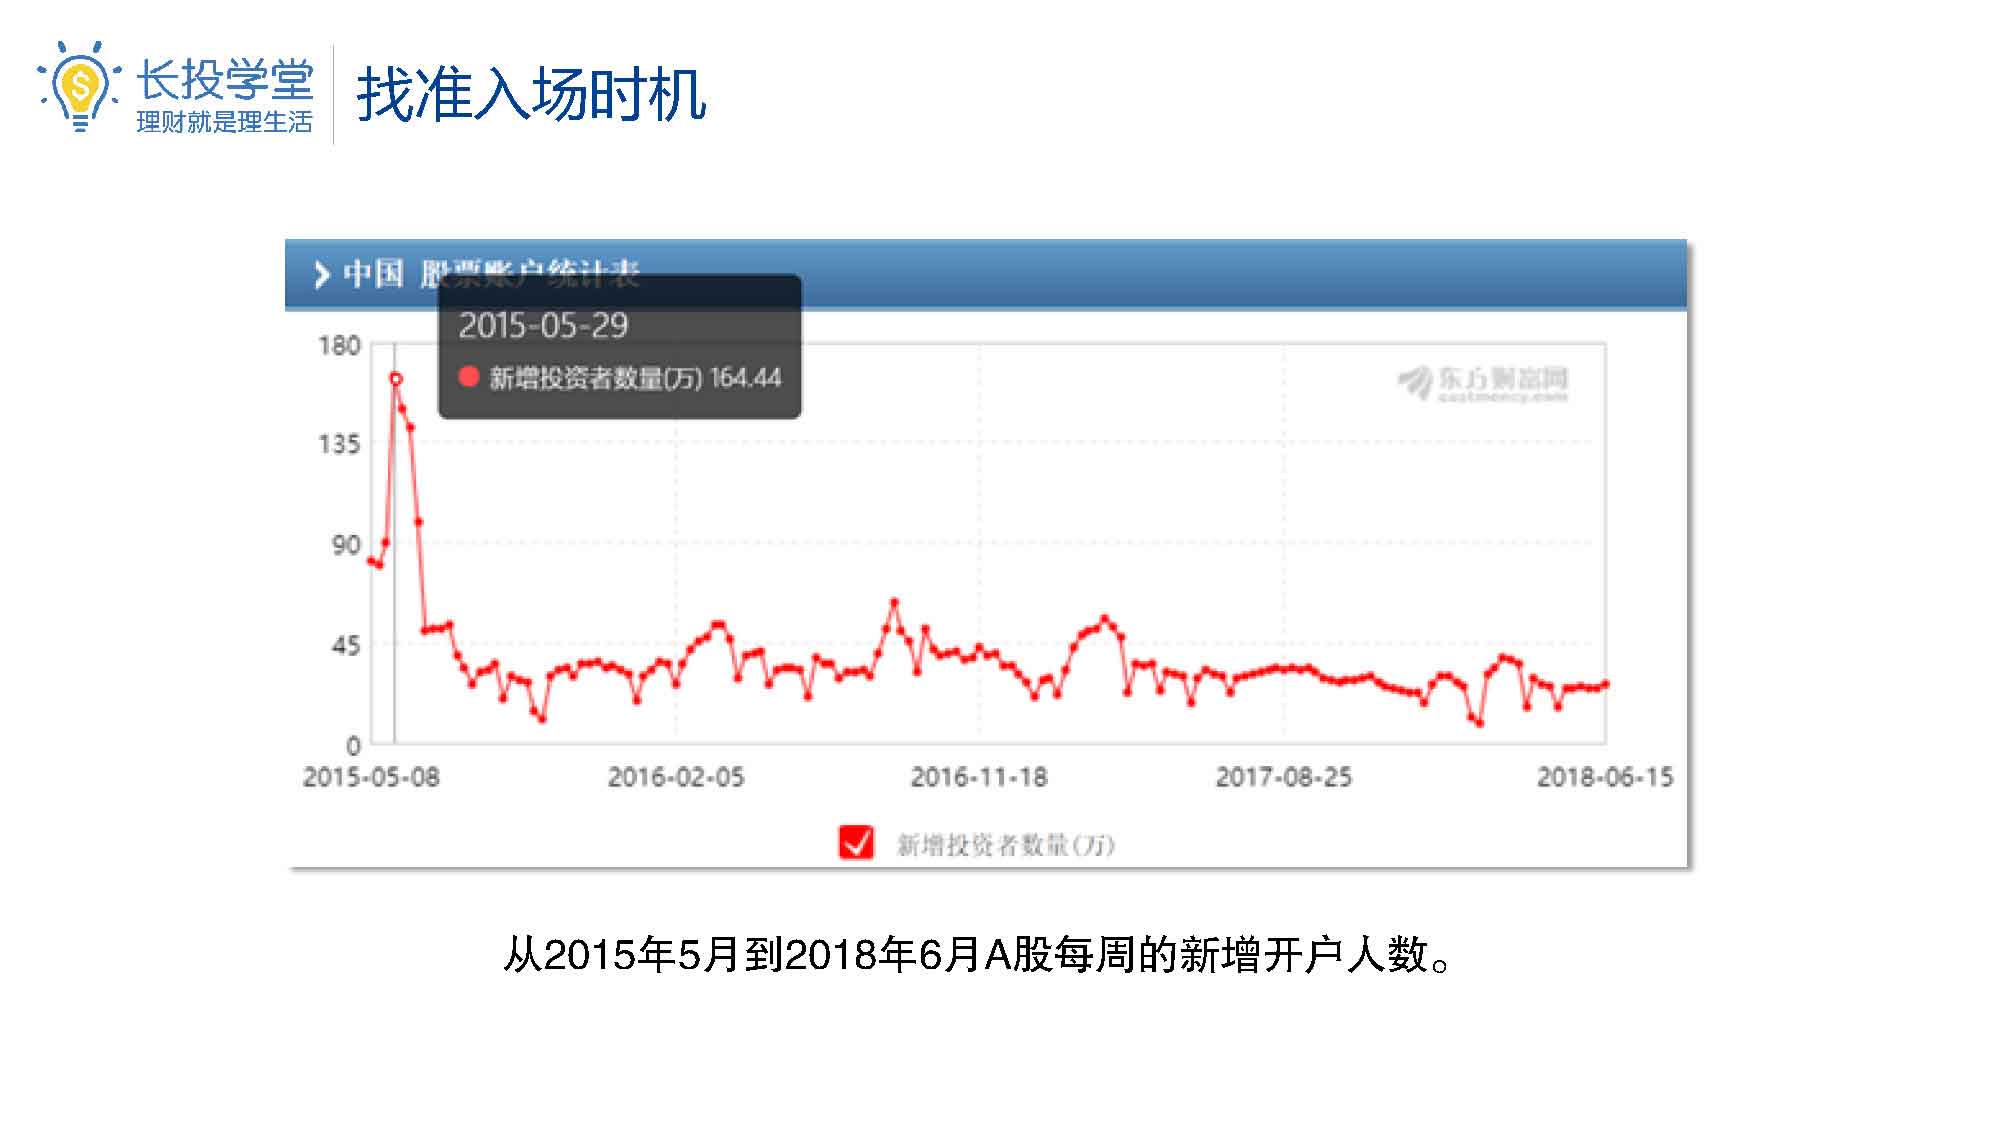 长投学堂
理财就是理生活
找准入场时机
中国 股票账户统计表
2015-05-29
新增投资者数量(万) 164.44
东方财富网
eastmoney.com
180
135
90
45
0
2015-05-08
2016-02-05
2016-11-18
2017-08-25
2018-06-15
新增投资者数量(万)
从2015年5月到2018年6月A股每周的新增开户人数。